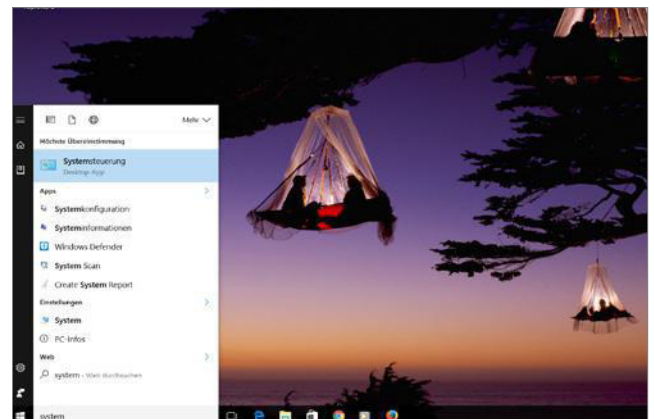 Mehr
Höchste Übereinstimmung
Systemsteuerung
Desktop-App
Apps
Systemkonfiguration
Systeminformationen
Windows Defender
System Scan
Create System Report
Einstellungen
System
PC-Infos
Web
system - Web durchsuchen
system